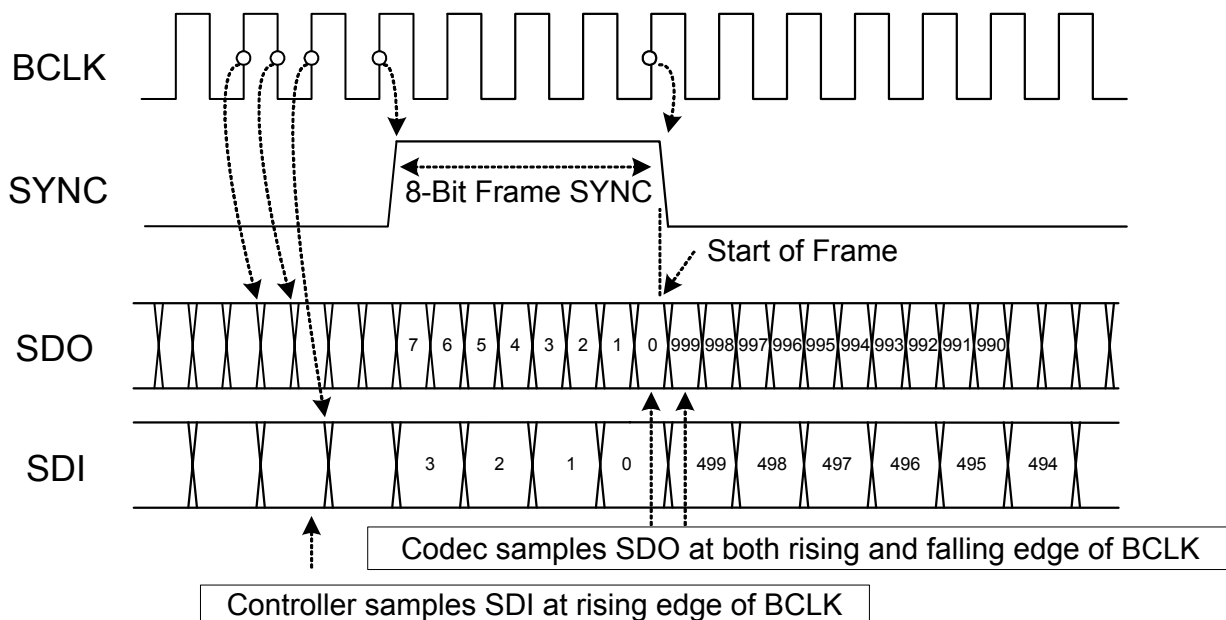 BCLK
SYNC
8-Bit Frame SYNC
Start of Frame
SDO
7 6 5 4 3 2 1 0 999 998 997 996 995 994 993 992 991 990
SDI
3 2 1 0 499 498 497 496 495 494
Codec samples SDO at both rising and falling edge of BCLK
Controller samples SDI at rising edge of BCLK